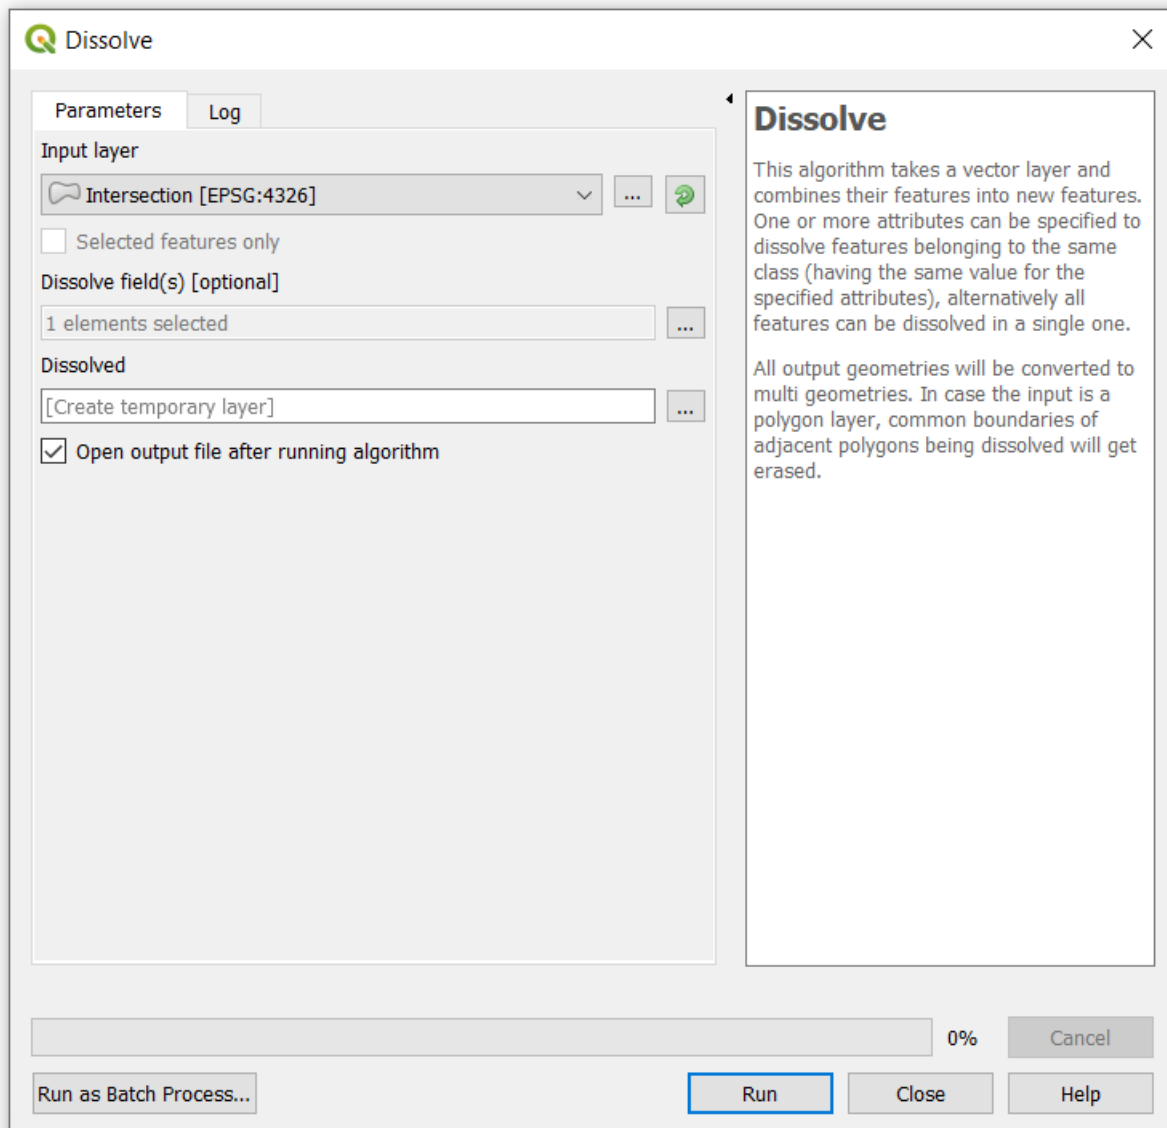 Dissolve
Parameters
Log
Input layer
Intersection [EPSG:4326]
...
Selected features only
Dissolve field(s) [optional]
1 elements selected
...
Dissolved
[Create temporary layer]
...
Open output file after running algorithm
Dissolve
This algorithm takes a vector layer and
combines their features into new features.
One or more attributes can be specified to
dissolve features belonging to the same
class (having the same value for the
specified attributes), alternatively all
features can be dissolved in a single one.
All output geometries will be converted to
multi geometries. In case the input is a
polygon layer, common boundaries of
adjacent polygons being dissolved will get
erased.
0%
Cancel
Run as Batch Process...
Run
Close
Help